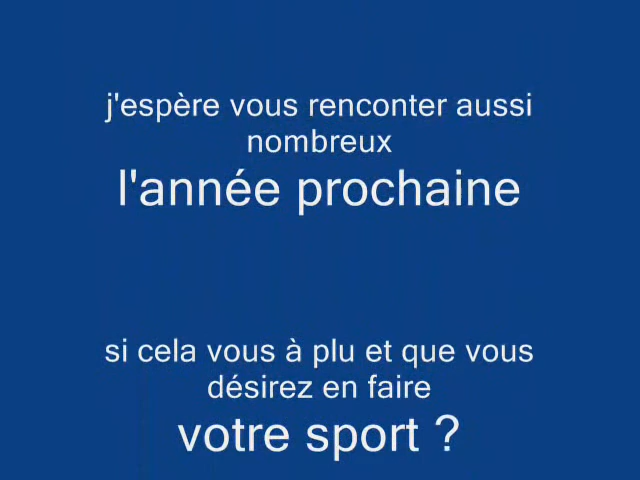 j'espère vous renconter aussi
nombreux
l'année prochaine
si cela vous à plu et que vous
désirez en faire
votre sport ?